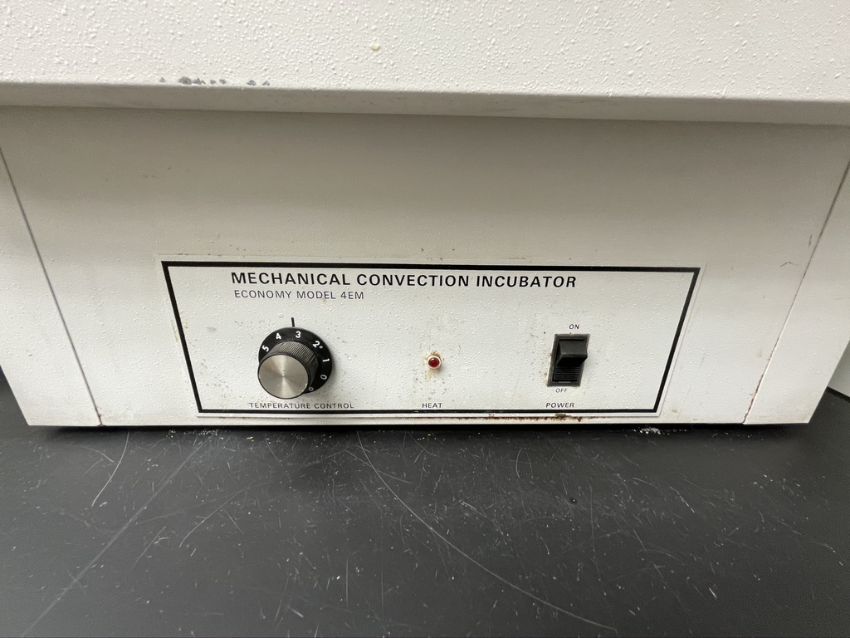 MECHANICAL CONVECTION INCUBATOR
ECONOMY MODEL 4EM
ON
5 4 3 2 1 0
OFF
TEMPERATURE CONTROL
HEAT
POWER